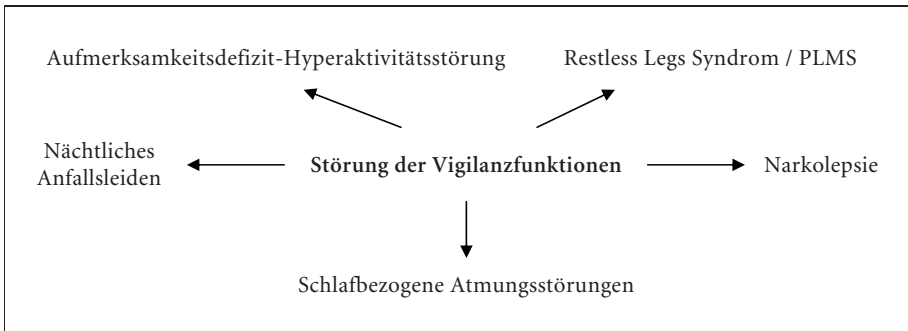 Aufmerksamkeitsdefizit-Hyperaktivitätsstörung
Restless Legs Syndrom / PLMS
Nächtliches
Anfallsleiden
Störung der Vigilanzfunktionen
Narkolepsie
Schlafbezogene Atmungsstörungen